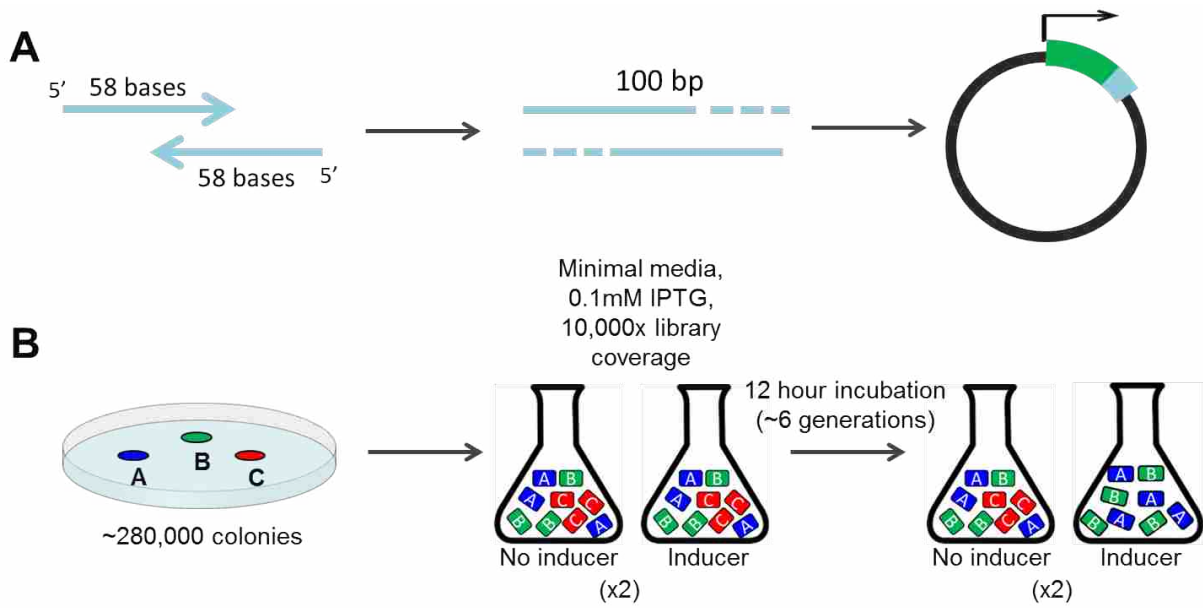 A
5’ 58 bases
58 bases 5’
100 bp
B
A
B
C
~280,000 colonies
Minimal media,
0.1mM IPTG,
10,000x library
coverage
A B
A C C
B B C A
No inducer
A B
A C C
B B C A
Inducer
(x2)
12 hour incubation
(~6 generations)
A B
A C C
B B C A
No inducer
A B
B A
B A B A
Inducer
(x2)